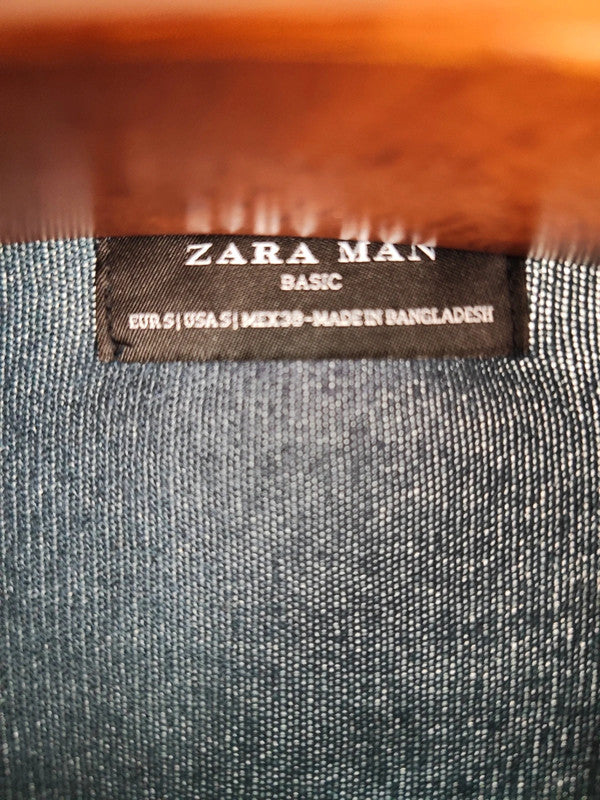 ZARA MAN
BASIC
EUR S | USA S | MEX 38 - MADE IN BANGLADESH